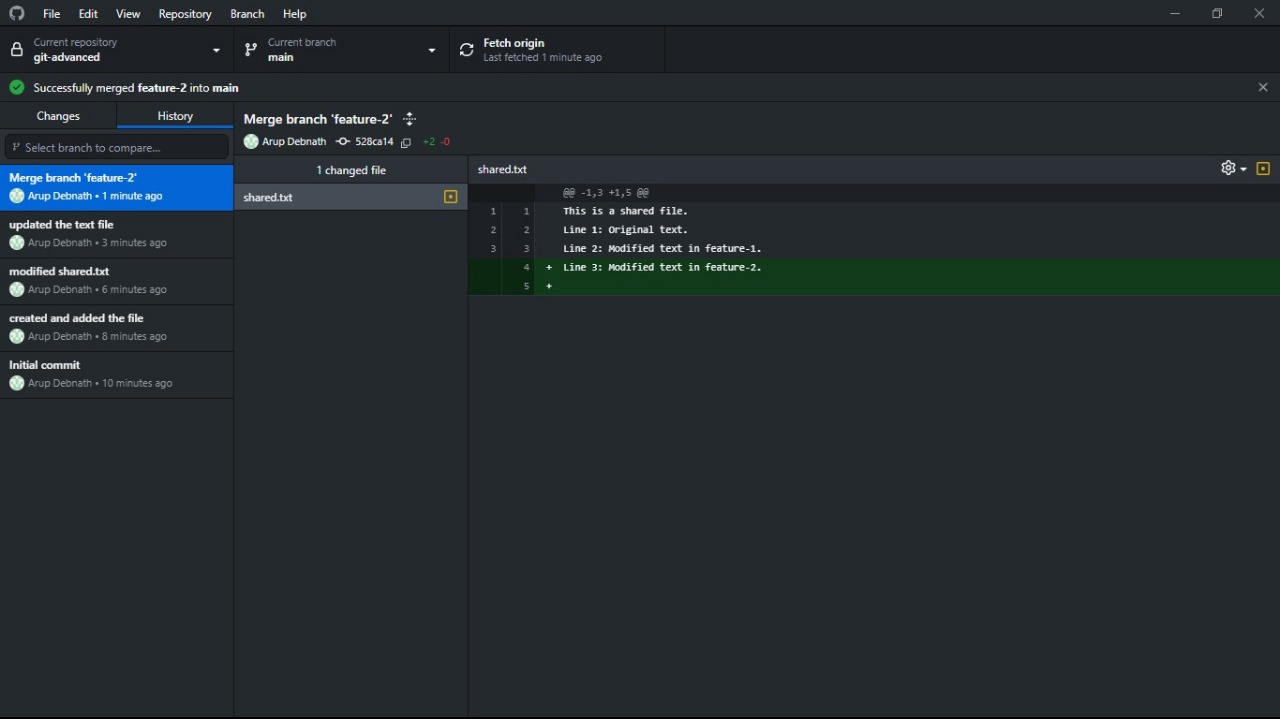 File Edit View Repository Branch Help
Current repository
git-advanced
Current branch
main
Fetch origin
Last fetched 1 minute ago
Successfully merged feature-2 into main
Changes
History
Select branch to compare...
Merge branch 'feature-2'
Arup Debnath • 1 minute ago
updated the text file
Arup Debnath • 3 minutes ago
modified shared.txt
Arup Debnath • 6 minutes ago
created and added the file
Arup Debnath • 8 minutes ago
Initial commit
Arup Debnath • 10 minutes ago
Merge branch 'feature-2'
Arup Debnath 528ca14 +2 -0
1 changed file
shared.txt
shared.txt
@@ -1,3 +1,5 @@
1 1 This is a shared file.
2 2 Line 1: Original text.
3 3 Line 2: Modified text in feature-1.
4 + Line 3: Modified text in feature-2.
5 +